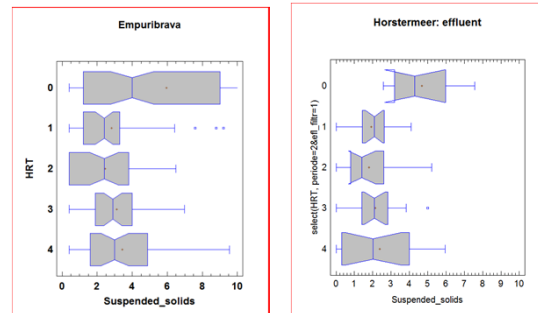 Empuribrava
HRT
0
1
2
3
4
0 2 4 6 8 10
Suspended_solids
Horstermeer: effluent
select(HRT, periode=2&efl_filtr=1)
0
1
2
3
4
0 1 2 3 4 5 6 7 8 9 10
Suspended_solids